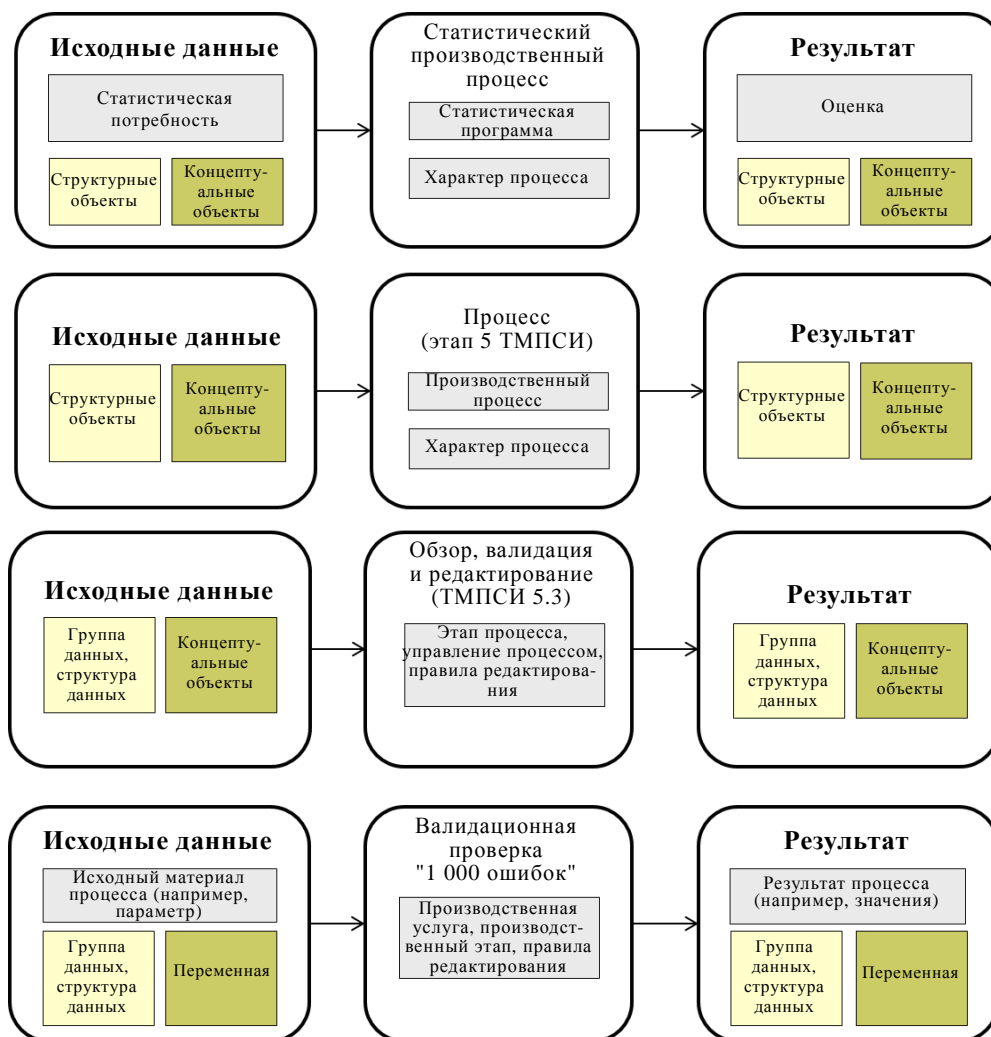 Исходные данные
Статистическая
потребность
Структурные
объекты
Концепту-
альные
объекты
Статистический
производственный
процесс
Статистическая
программа
Характер процесса
Результат
Оценка
Структурные
объекты
Концепту-
альные
объекты
Исходные данные
Структурные
объекты
Концепту-
альные
объекты
Процесс
(этап 5 ТМПСИ)
Производственный
процесс
Характер процесса
Результат
Структурные
объекты
Концепту-
альные
объекты
Исходные данные
Группа
данных,
структура
данных
Концепту-
альные
объекты
Обзор, валидация
и редактирование
(ТМПСИ 5.3)
Этап процесса,
управление процессом,
правила редактирова-
ния
Результат
Группа
данных,
структура
данных
Концепту-
альные
объекты
Исходные данные
Исходный материал
процесса (например,
параметр)
Группа
данных,
структура
данных
Переменная
Валидационная
проверка
"1 000 ошибок"
Производственная
услуга, производст-
венный этап, правила
редактирования
Результат
Результат процесса
(например, значения)
Группа
данных,
структура
данных
Переменная